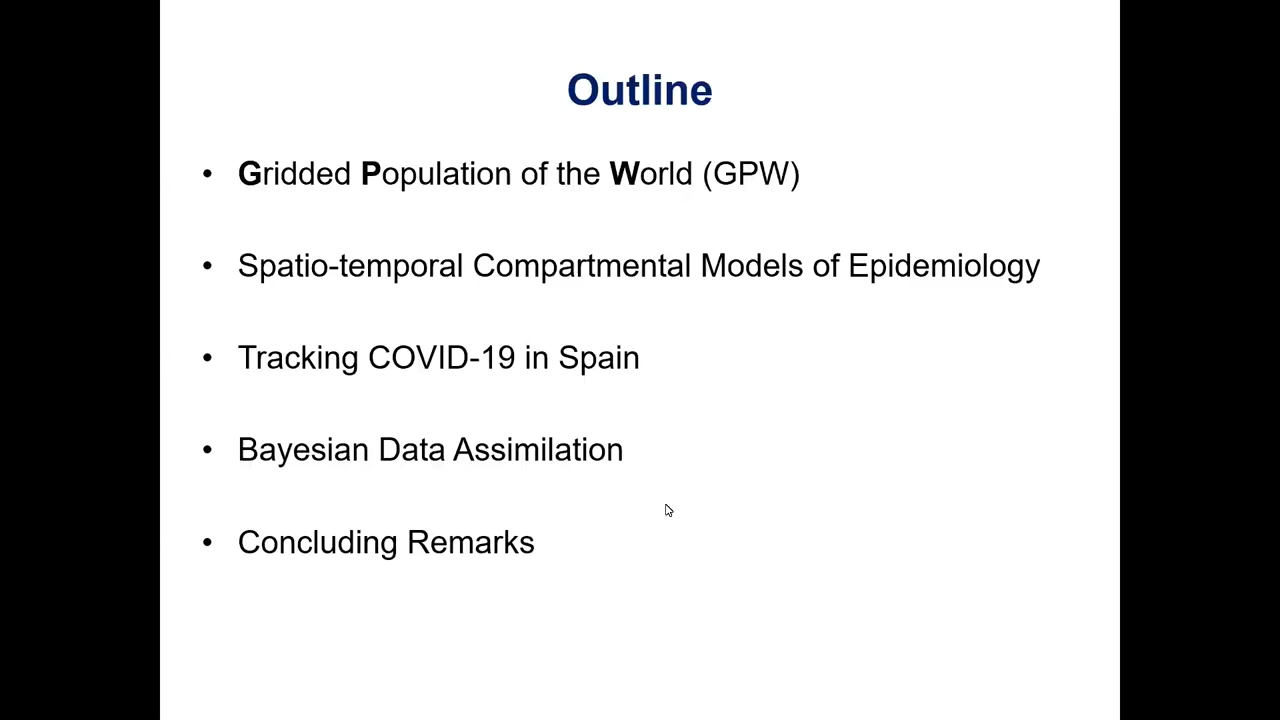 Outline
• Gridded Population of the World (GPW)
• Spatio-temporal Compartmental Models of Epidemiology
• Tracking COVID-19 in Spain
• Bayesian Data Assimilation
• Concluding Remarks